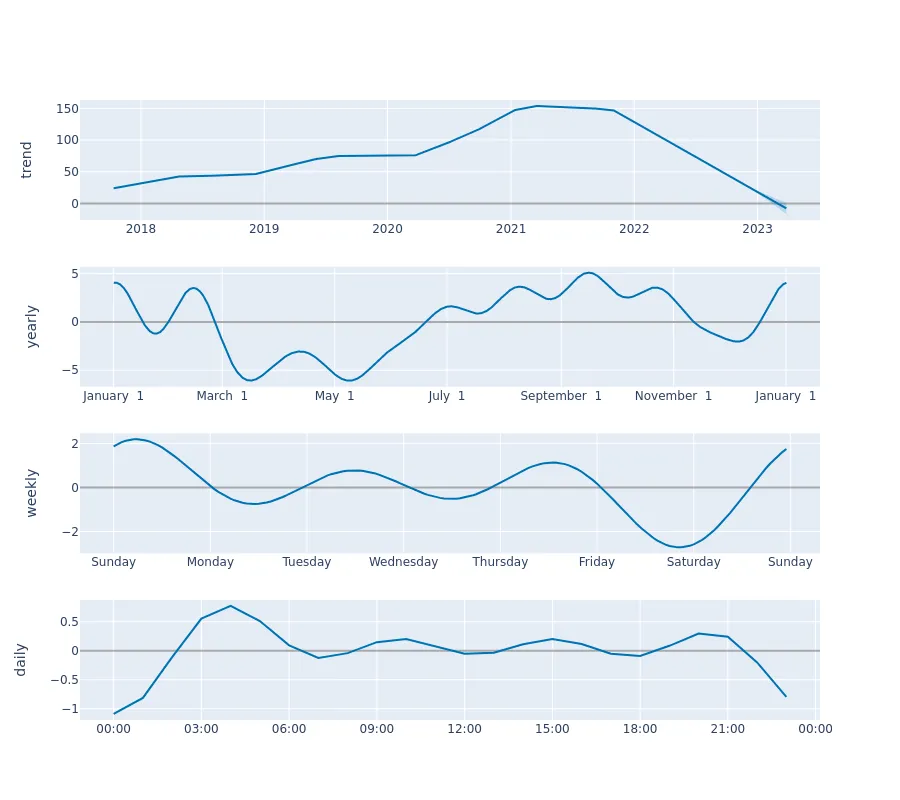 trend
150
100
50
0
2018 2019 2020 2021 2022 2023
yearly
5
0
−5
January 1 March 1 May 1 July 1 September 1 November 1 January 1
weekly
2
0
−2
Sunday Monday Tuesday Wednesday Thursday Friday Saturday Sunday
daily
0.5
0
−0.5
−1
00:00 03:00 06:00 09:00 12:00 15:00 18:00 21:00 00:00